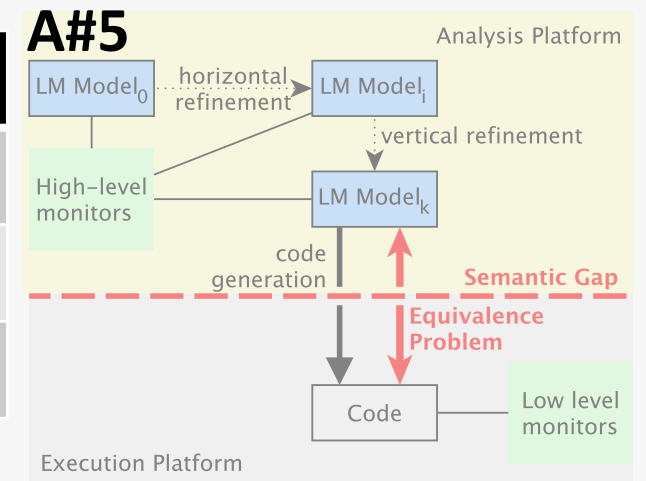 A#5
Analysis Platform
LM Model0
horizontal
refinement
LM Modeli
vertical refinement
High-level
monitors
LM Modelk
code
generation
Semantic Gap
Equivalence
Problem
Code
Low level
monitors
Execution Platform